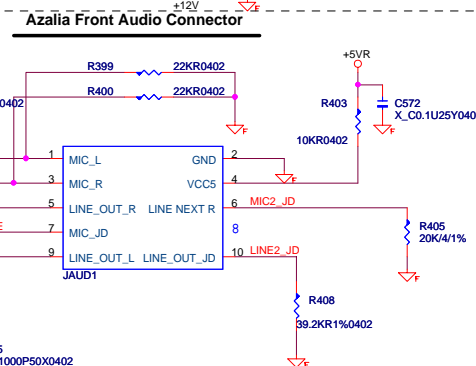 +12V
Azalia Front Audio Connector
R399 22KR0402
R400 22KR0402
0402
+5VR
R403
10KR0402
C572
X_C0.1U25Y040
1 MIC_L GND 2 F
3 MIC_R VCC5 4
5 LINE_OUT_R LINE NEXT R 6 MIC2_JD
7 MIC_JD 8
9 LINE_OUT_L LINE_OUT_JD 10 LINE2_JD
JAUD1
R405
20K/4/1%
F
R408
39.2KR1%0402
F
1000P50X0402